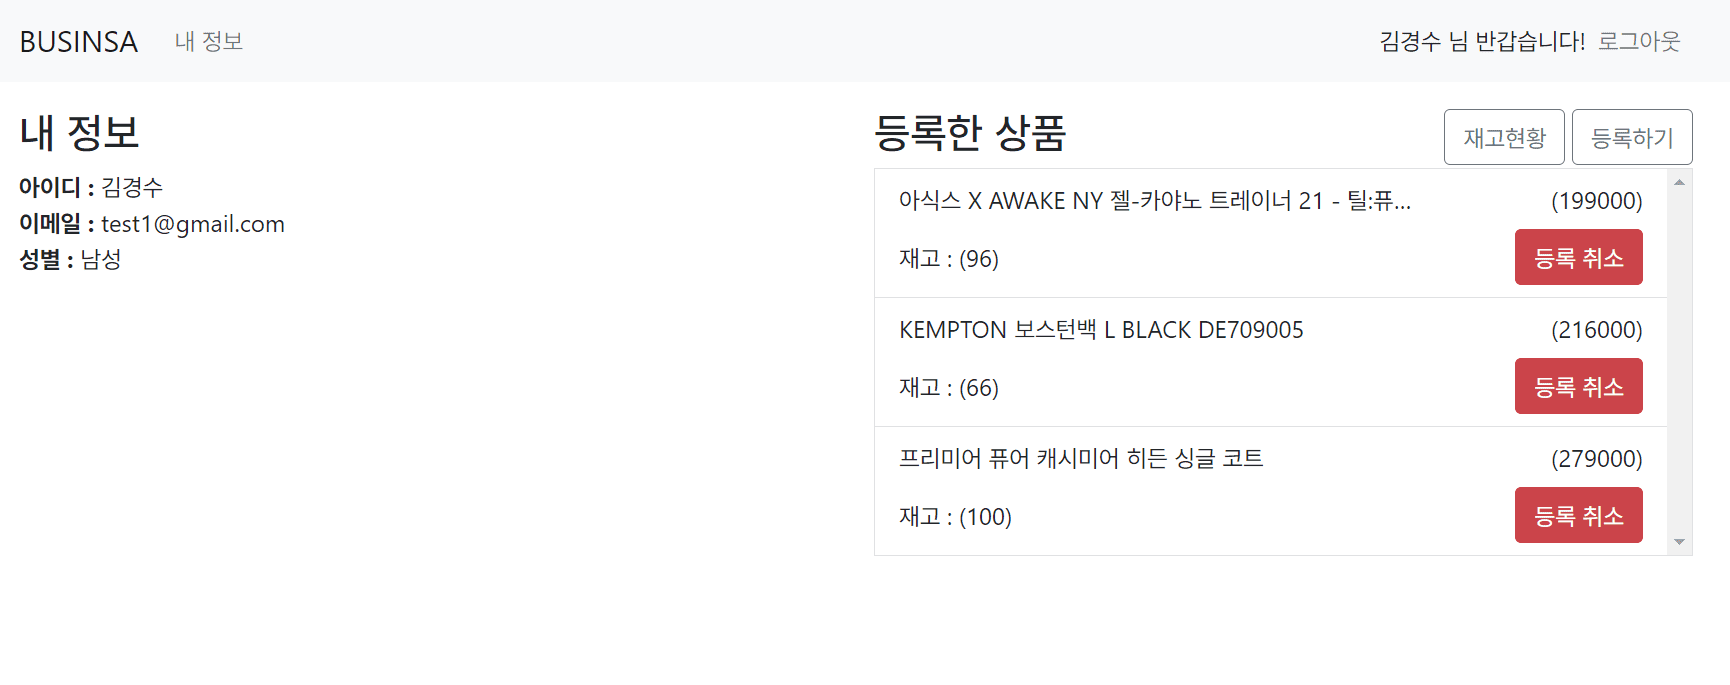 BUSINSA 내 정보 김경수 님 반갑습니다! 로그아웃
내 정보
아이디 : 김경수
이메일 : test1@gmail.com
성별 : 남성
등록한 상품 재고현황 등록하기
아식스 X AWAKE NY 젤-카야노 트레이너 21 - 틸:퓨... (199000)
재고 : (96) 등록 취소
KEMPTON 보스턴백 L BLACK DE709005 (216000)
재고 : (66) 등록 취소
프리미어 퓨어 캐시미어 히든 싱글 코트 (279000)
재고 : (100) 등록 취소